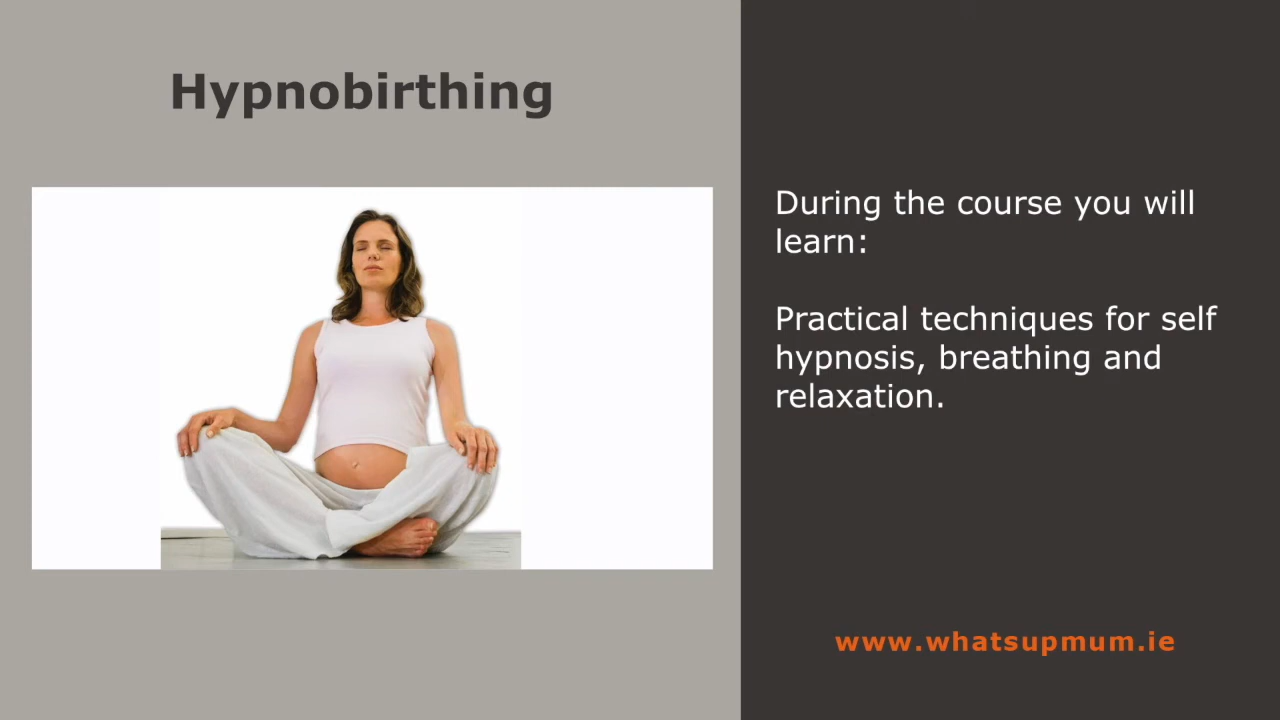 Hypnobirthing
During the course you will
learn:
Practical techniques for self
hypnosis, breathing and
relaxation.
www.whatsupmum.ie